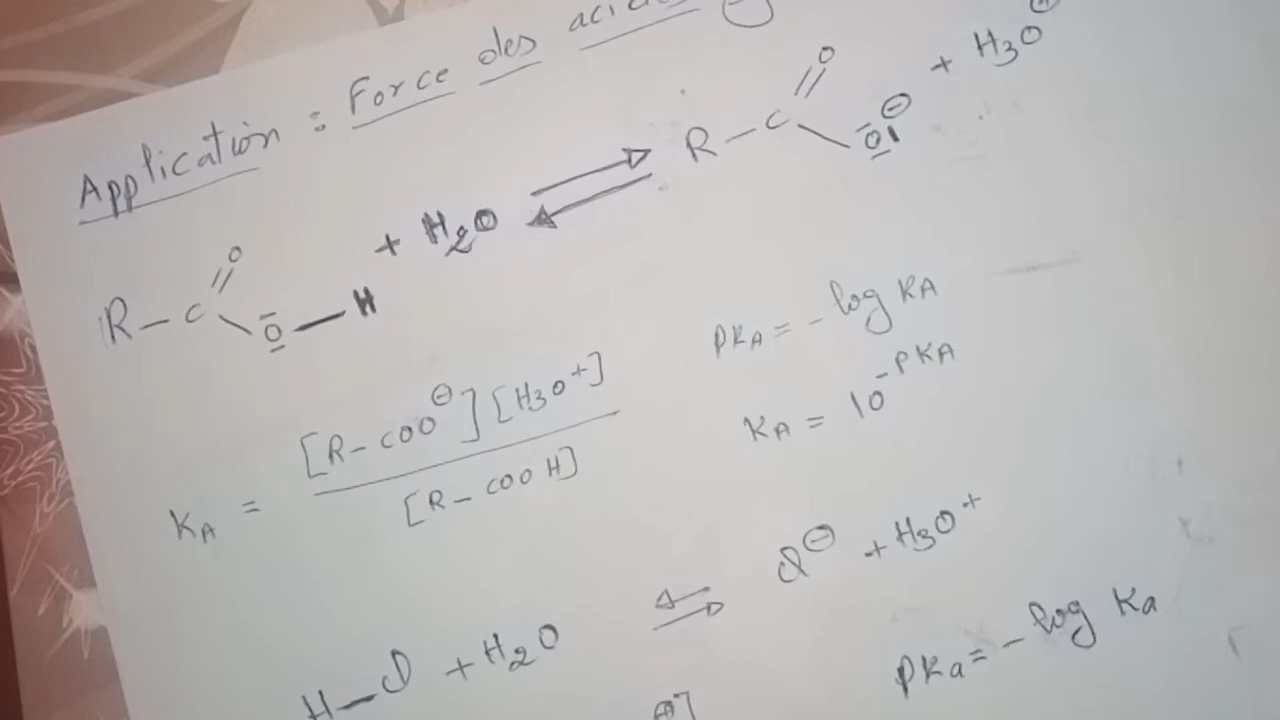 Application : Force des
R-C(=O)-O-H + H2O ⇌ R-C(=O)-O⊖ + H3O⊕
pKA = - log KA
KA = 10^-PKA
KA = [R-COO⊖][H3O+] / [R-COOH]
H-O + H2O ⇌ O⊖ + H3O+
pKa = - log Ka